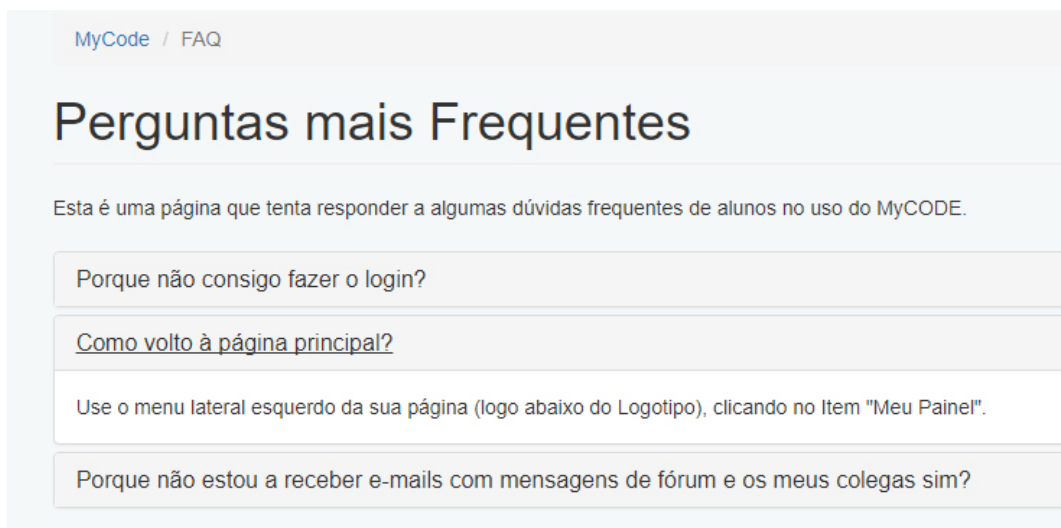 MyCode / FAQ
Perguntas mais Frequentes
Esta é uma página que tenta responder a algumas dúvidas frequentes de alunos no uso do MyCODE.
Porque não consigo fazer o login?
Como volto à página principal?
Use o menu lateral esquerdo da sua página (logo abaixo do Logotipo), clicando no Item "Meu Painel".
Porque não estou a receber e-mails com mensagens de fórum e os meus colegas sim?